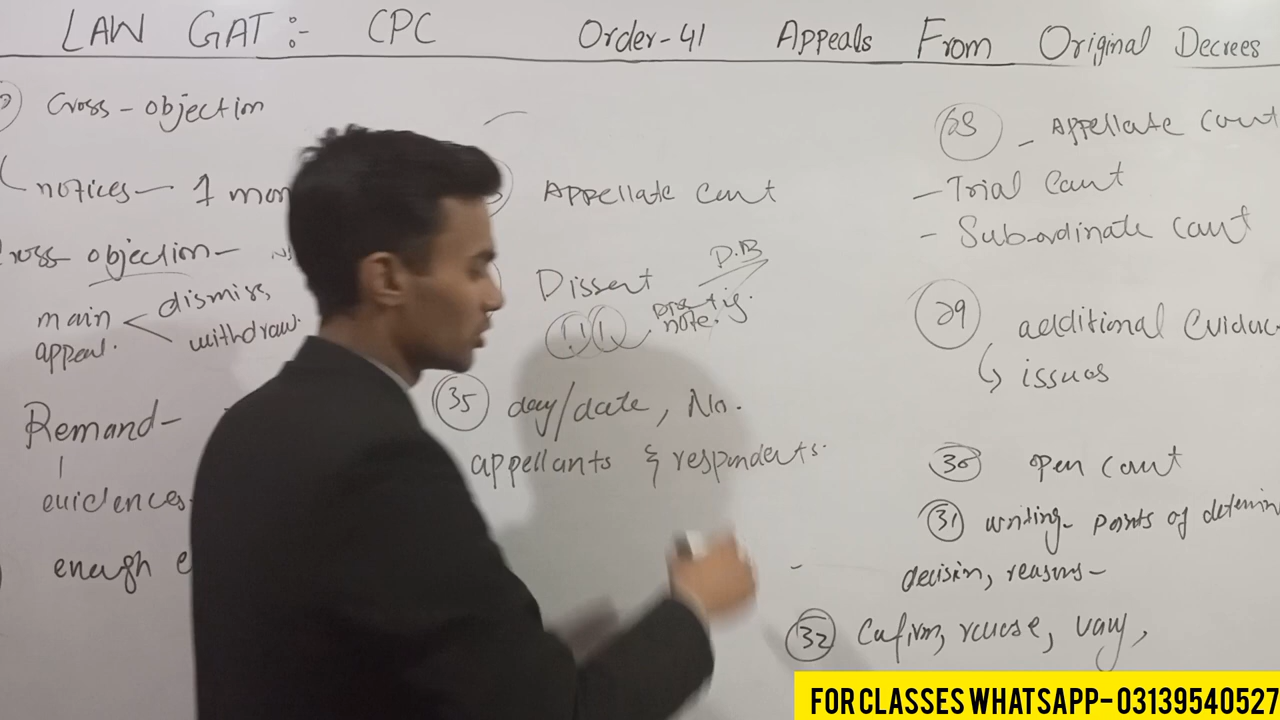 LAW GAT:- CPC Order-41 Appeals From Original Decrees
Cross-objection
notices - 1 mon
Cross objection -
main appeal.
dismiss,
withdraw.
Remand -
evidences
enough e
Appellate Court
Dissent
D.B
note.
35 day/date, No.
appellants & respondents.
28 - Appellate Court
- Trial Court
- Subordinate Court
29 additional Evidenc
issues
30 open court
31 writing - points of determin
decision, reasons -
32 Confirm, reverse, vary,
FOR CLASSES WHATSAPP- 03139540527